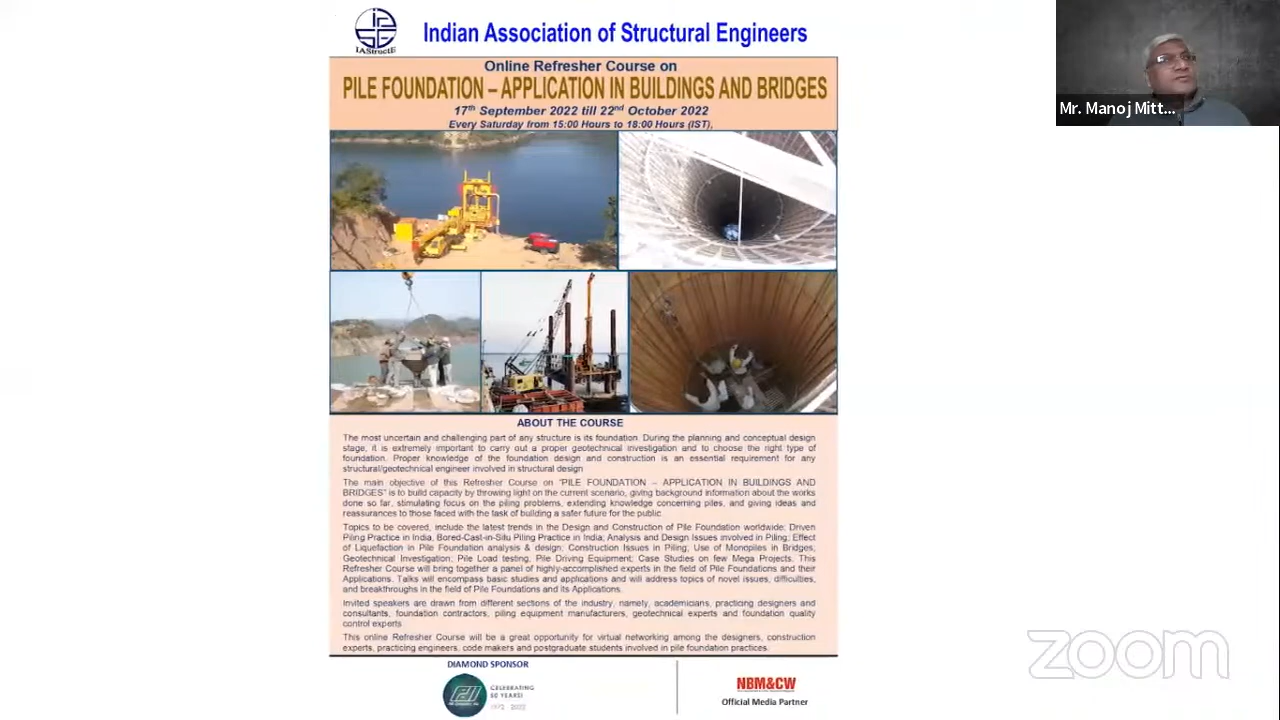 IAStructE
Indian Association of Structural Engineers
Online Refresher Course on
PILE FOUNDATION – APPLICATION IN BUILDINGS AND BRIDGES
17th September 2022 till 22nd October 2022
Every Saturday from 15:00 Hours to 18:00 Hours (IST),
Mr. Manoj Mitt...
ABOUT THE COURSE
The most uncertain and challenging part of any structure is its foundation. During the planning and conceptual design
stage, it is extremely important to carry out a proper geotechnical investigation and to choose the right type of
foundation. Proper knowledge of the foundation design and construction is an essential requirement for any
structural/geotechnical engineer involved in structural design
The main objective of this Refresher Course on "PILE FOUNDATION – APPLICATION IN BUILDINGS AND
BRIDGES" is to build capacity by throwing light on the current scenario, giving background information about the works
done so far, stimulating focus on the piling problems, extending knowledge concerning piles, and giving ideas and
reassurances to those faced with the task of building a safer future for the public.
Topics to be covered, include the latest trends in the Design and Construction of Pile Foundation worldwide; Driven
Piling Practice in India, Bored-Cast-in-Situ Piling Practice in India; Analysis and Design Issues involved in Piling; Effect
of Liquefaction in Pile Foundation analysis & design; Construction Issues in Piling; Use of Monopiles in Bridges,
Geotechnical Investigation; Pile Load testing, Pile Driving Equipment; Case Studies on few Mega Projects. This
Refresher Course will bring together a panel of highly-accomplished experts in the field of Pile Foundations and their
Applications. Talks will encompass basic studies and applications and will address topics of novel issues, difficulties,
and breakthroughs in the field of Pile Foundations and its Applications.
Invited speakers are drawn from different sections of the industry, namely, academicians, practicing designers and
consultants, foundation contractors, piling equipment manufacturers, geotechnical experts and foundation quality
control experts
This online Refresher Course will be a great opportunity for virtual networking among the designers, construction
experts, practicing engineers, code makers and postgraduate students involved in pile foundation practices.
DIAMOND SPONSOR
CELEBRATING
50 YEARS!
1972 - 2022
NBM&CW
Official Media Partner
zoom